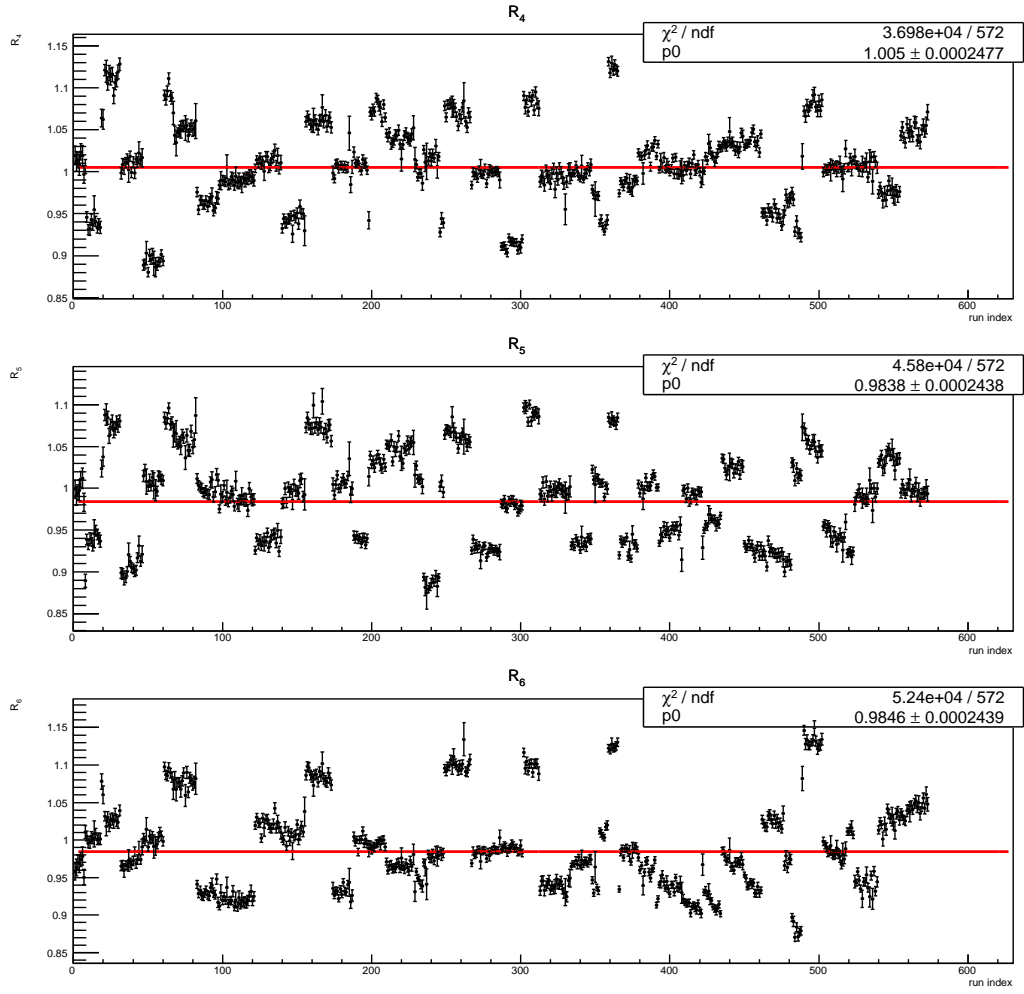 R4
χ² / ndf 3.698e+04 / 572
p0 1.005 ± 0.0002477
R4
1.15
1.1
1.05
1
0.95
0.9
0.85
0 100 200 300 400 500 600
run index
R5
χ² / ndf 4.58e+04 / 572
p0 0.9838 ± 0.0002438
R5
1.1
1.05
1
0.95
0.9
0.85
0 100 200 300 400 500 600
run index
R6
χ² / ndf 5.24e+04 / 572
p0 0.9846 ± 0.0002439
R6
1.15
1.1
1.05
1
0.95
0.9
0.85
0 100 200 300 400 500 600
run index